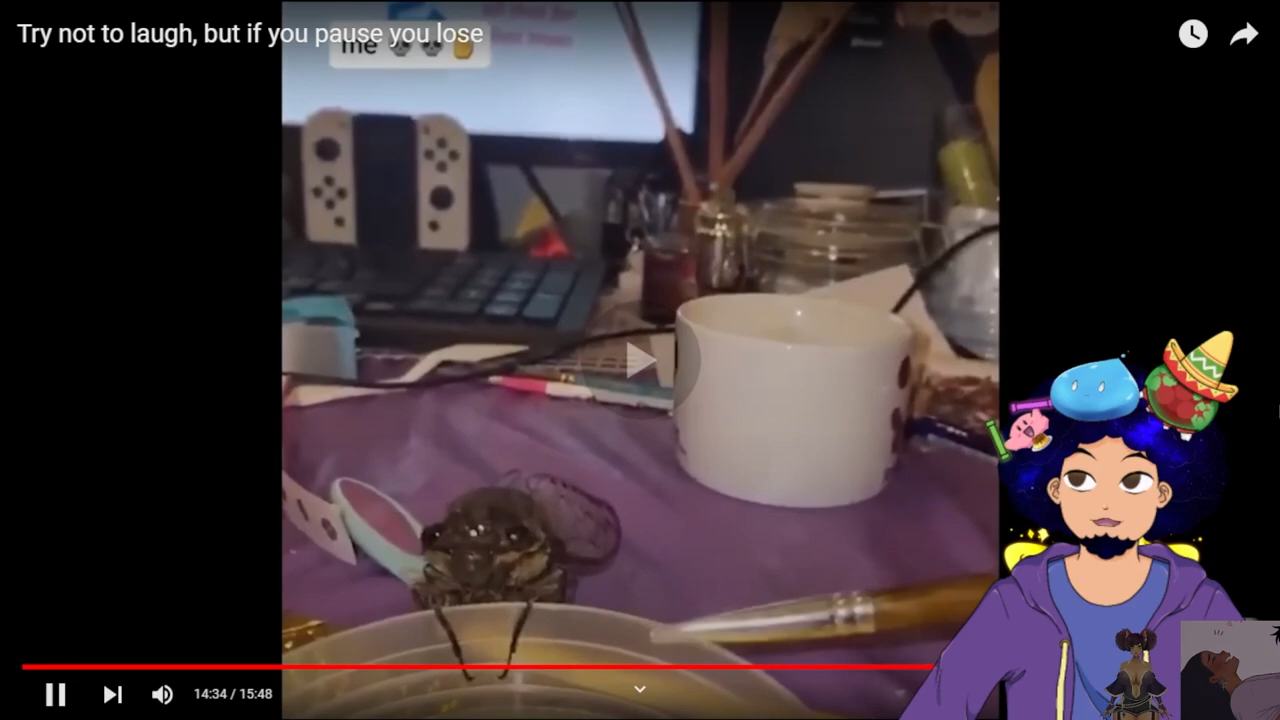 Try not to laugh, but if you pause you lose
me 💀💀✋
14:34 / 15:48